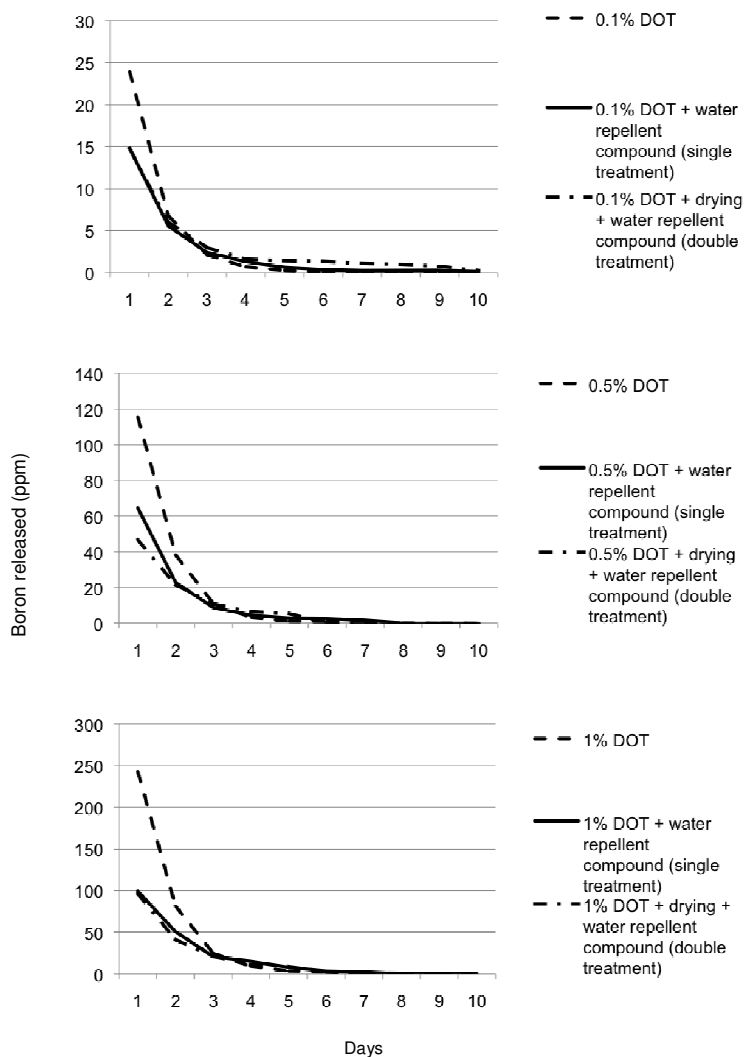 30
25
20
15
10
5
0
1 2 3 4 5 6 7 8 9 10
0.1% DOT
0.1% DOT + water
repellent
compound (single
treatment)
0.1% DOT + drying
+ water repellent
compound (double
treatment)
Boron released (ppm)
140
120
100
80
60
40
20
0
1 2 3 4 5 6 7 8 9 10
0.5% DOT
0.5% DOT + water
repellent
compound (single
treatment)
0.5% DOT + drying
+ water repellent
compound (double
treatment)
300
250
200
150
100
50
0
1 2 3 4 5 6 7 8 9 10
1% DOT
1% DOT + water
repellent
compound (single
treatment)
1% DOT + drying +
water repellent
compound (double
treatment)
Days